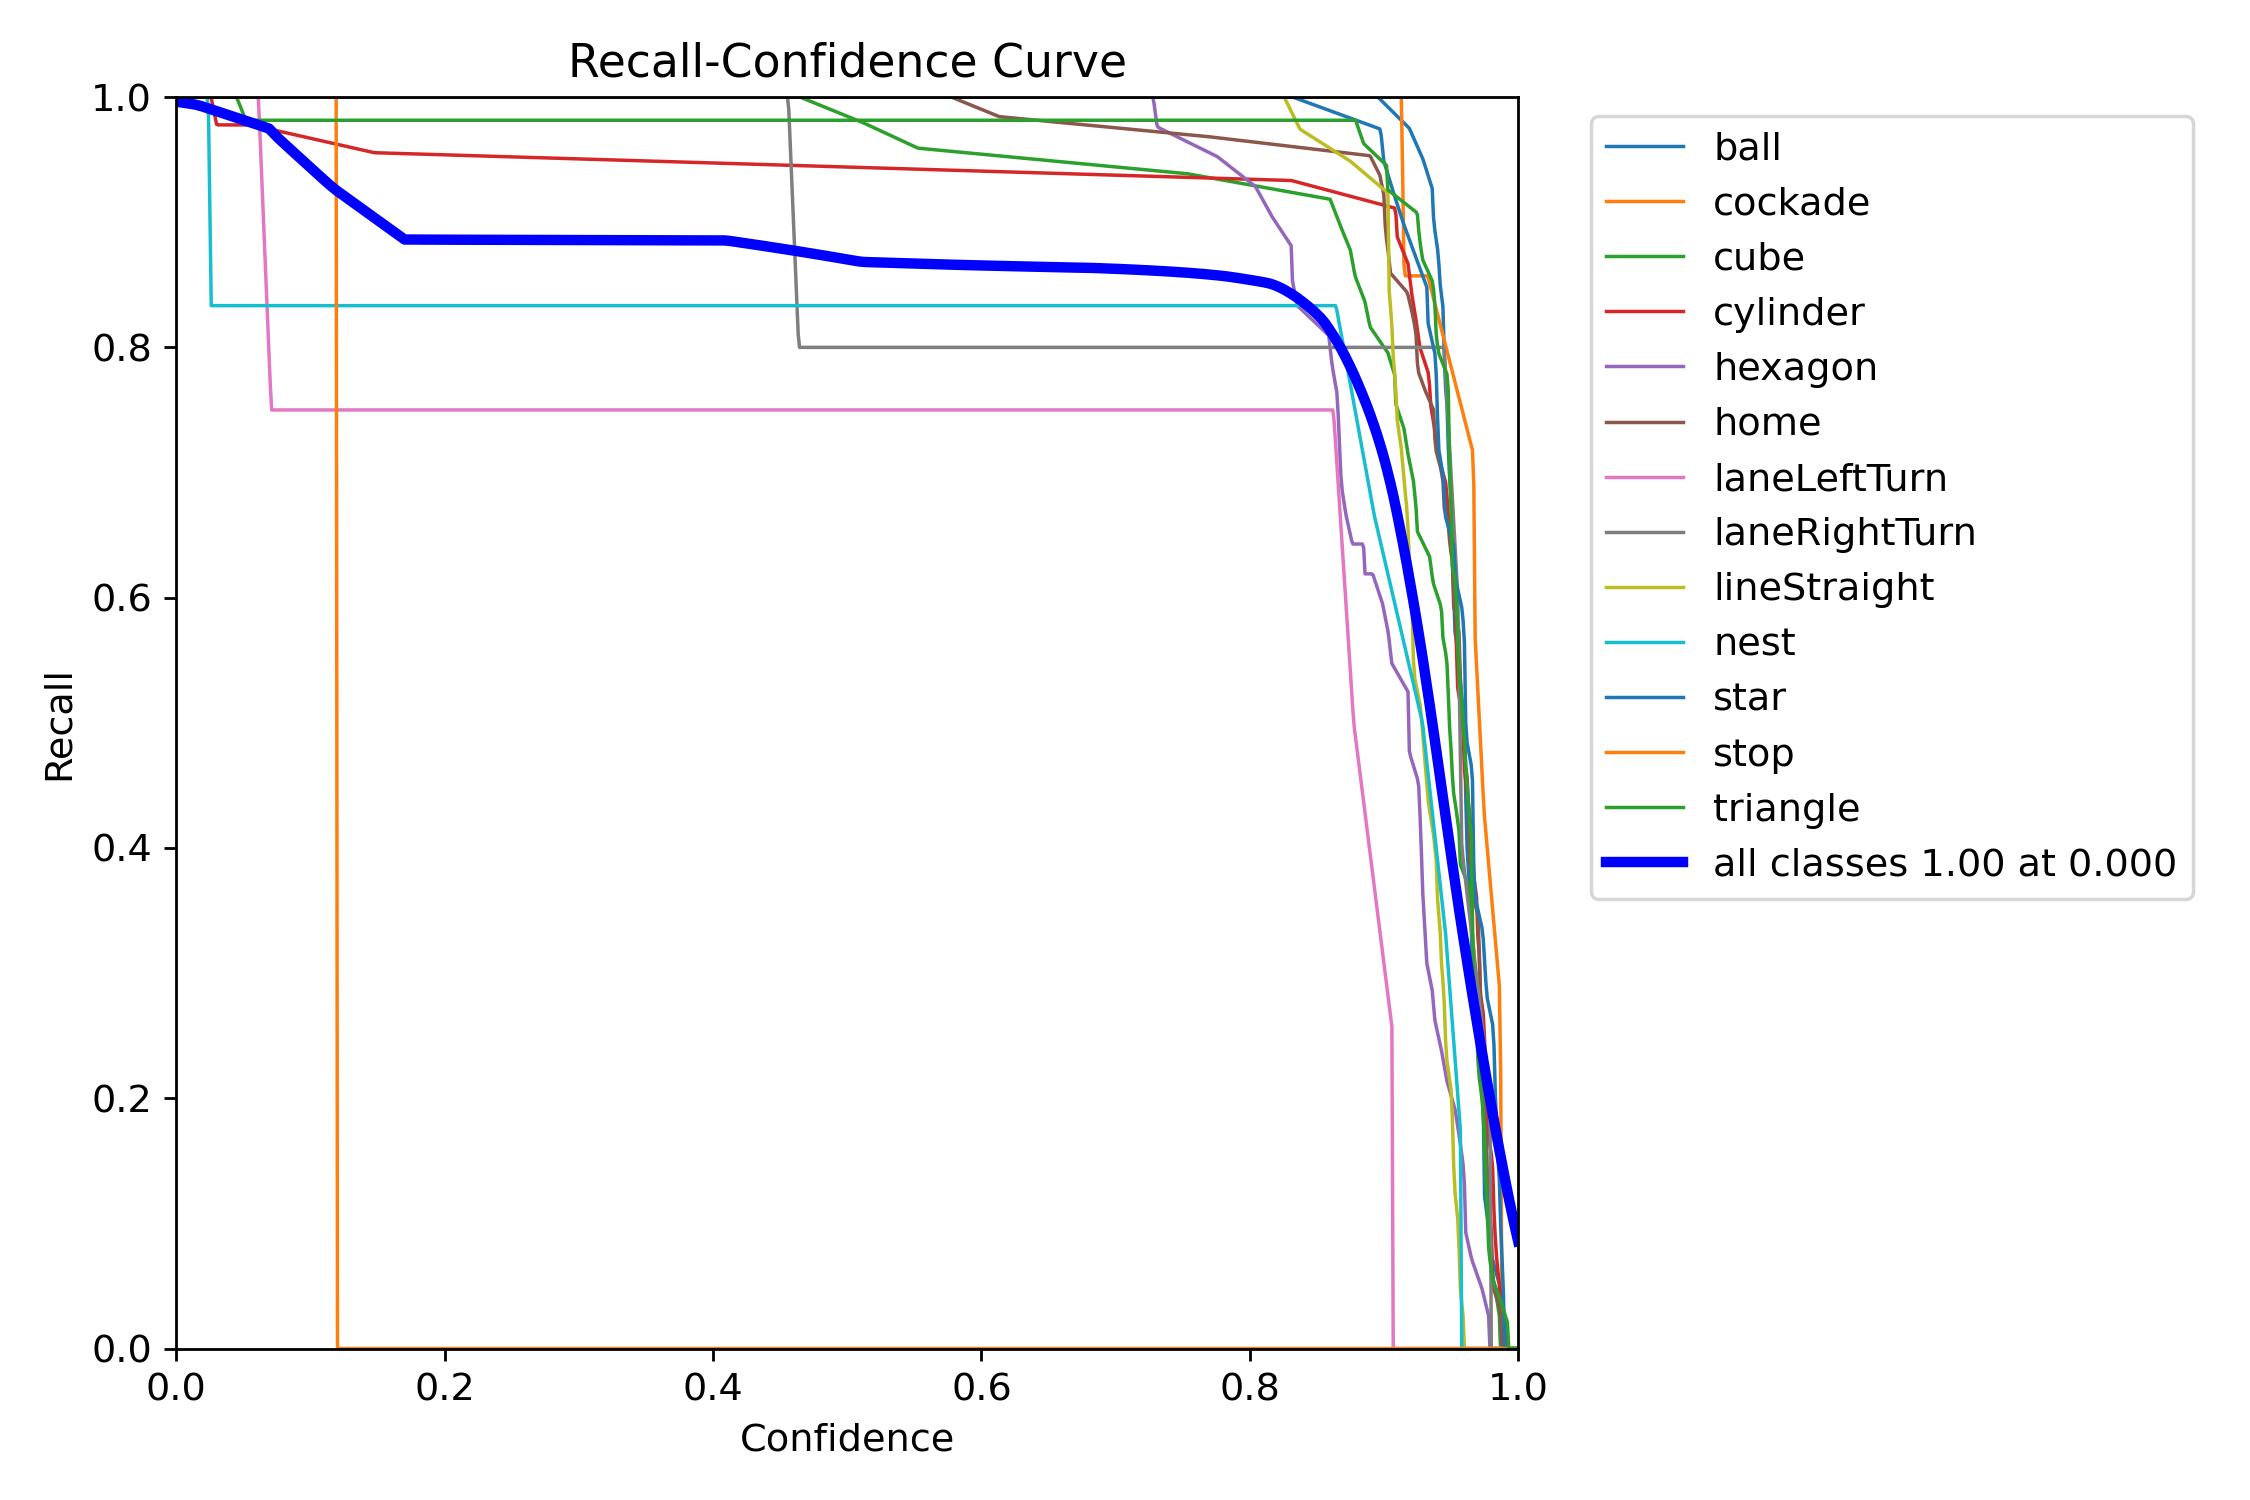 Recall-Confidence Curve
1.0
0.8
0.6
0.4
0.2
0.0
Recall
0.0 0.2 0.4 0.6 0.8 1.0
Confidence
ball
cockade
cube
cylinder
hexagon
home
laneLeftTurn
laneRightTurn
lineStraight
nest
star
stop
triangle
all classes 1.00 at 0.000